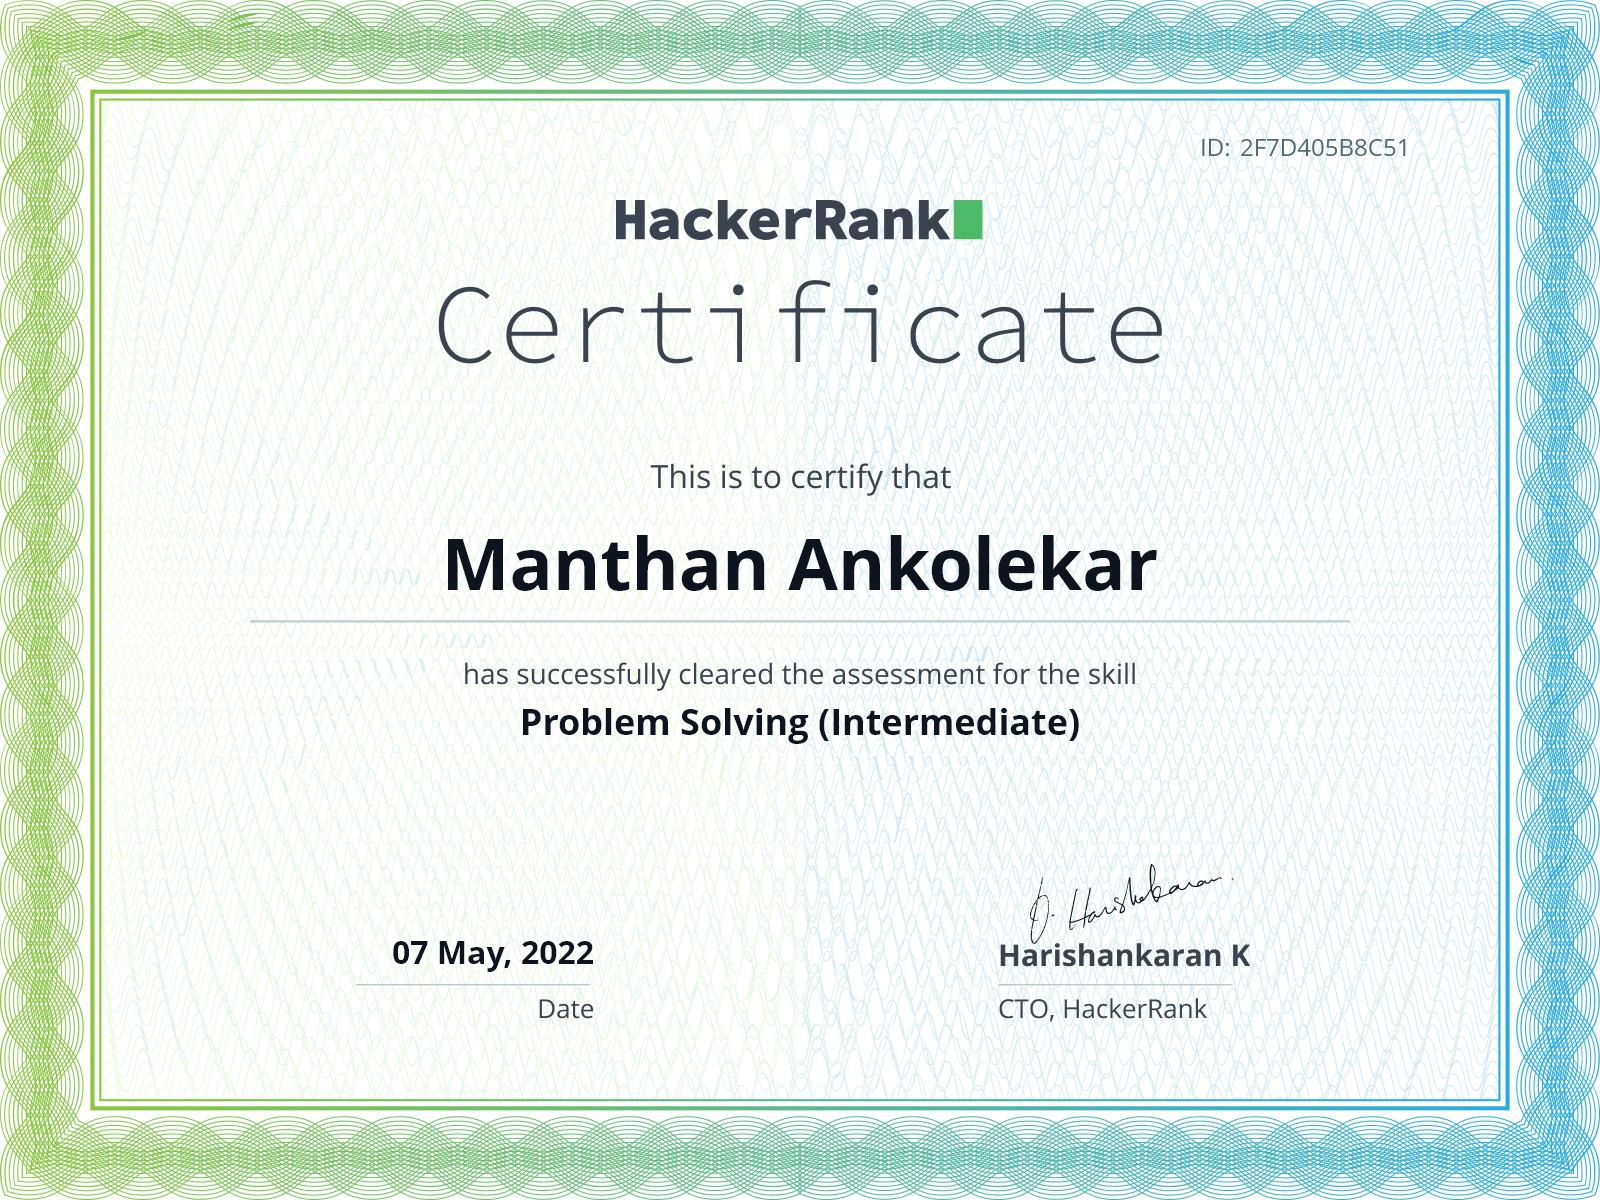 ID: 2F7D405B8C51
HackerRank
Certificate
This is to certify that
Manthan Ankolekar
has successfully cleared the assessment for the skill
Problem Solving (Intermediate)
07 May, 2022
Date
Harishankaran K
CTO, HackerRank